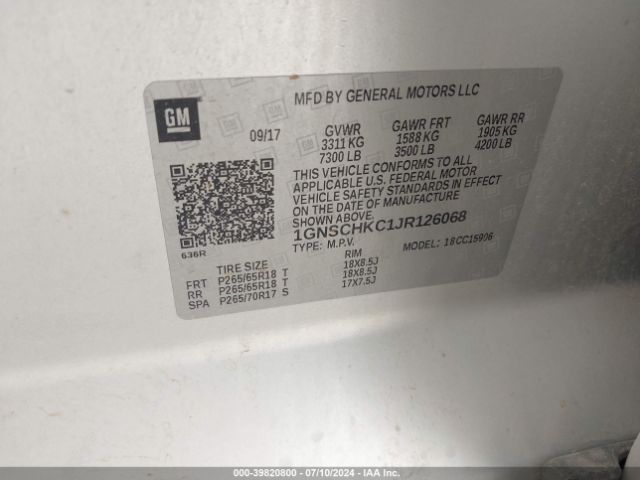 GM
MFD BY GENERAL MOTORS LLC
09/17 GVWR GAWR FRT GAWR RR
3311 KG 1588 KG 1905 KG
7300 LB 3500 LB 4200 LB
THIS VEHICLE CONFORMS TO ALL
APPLICABLE U.S. FEDERAL MOTOR
VEHICLE SAFETY STANDARDS IN EFFECT
ON THE DATE OF MANUFACTURE
SHOWN ABOVE.
1GNSCHKC1JR126068
TYPE: M.P.V. MODEL: 18CC15906
636R
TIRE SIZE RIM
FRT P265/65R18 T 18X8.5J
RR P265/65R18 T 18X8.5J
SPA P265/70R17 S 17X7.5J
000-39820800 - 07/10/2024 - IAAI.COM